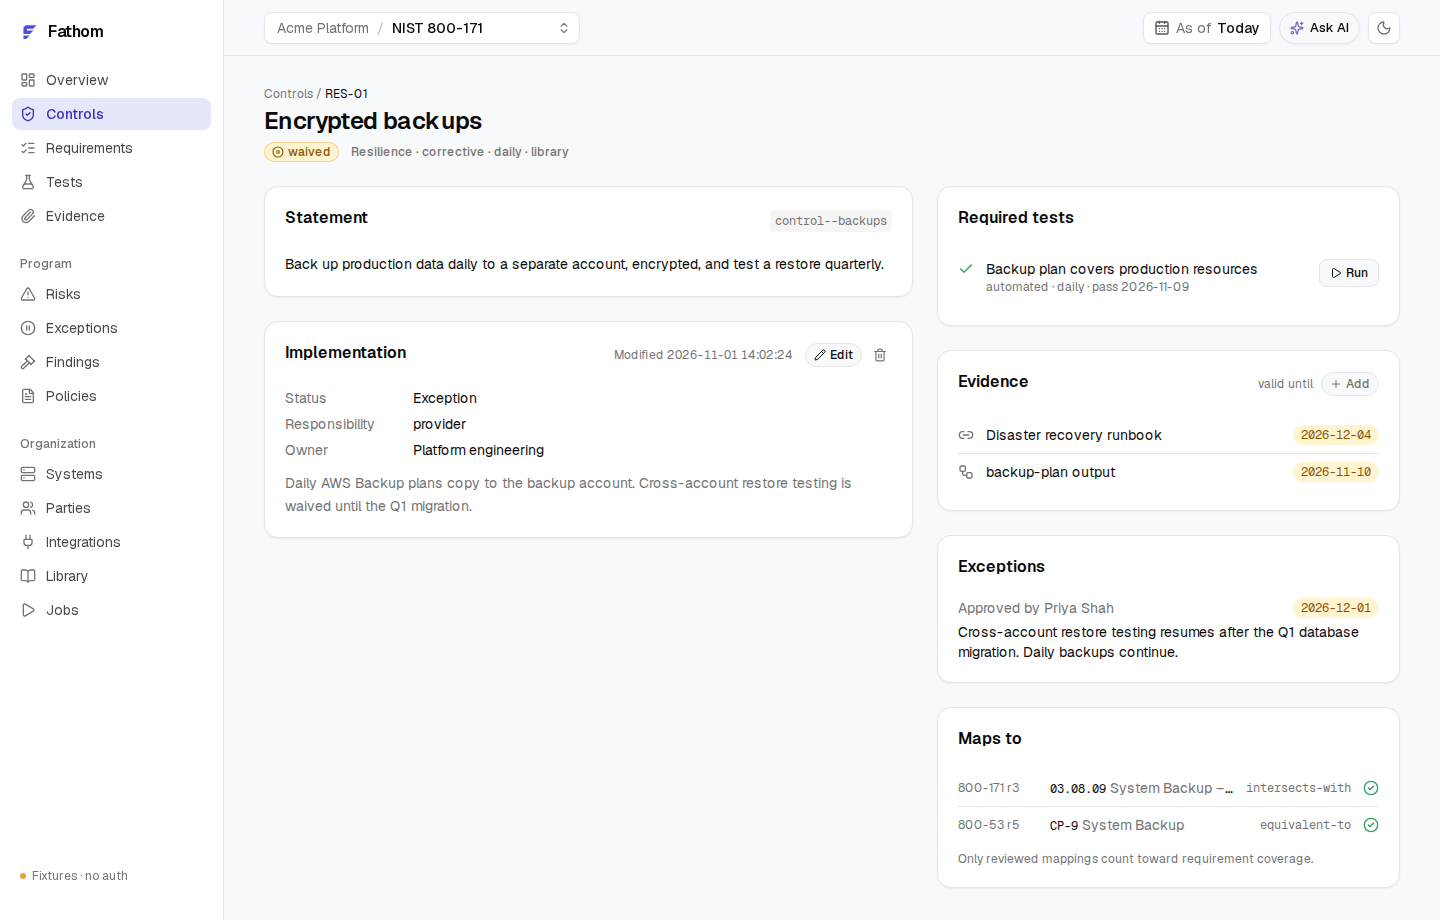 Fathom
Overview
Controls
Requirements
Tests
Evidence
Program
Risks
Exceptions
Findings
Policies
Organization
Systems
Parties
Integrations
Library
Jobs
Fixtures · no auth
Acme Platform / NIST 800-171
As of Today
Ask AI
Controls / RES-01
Encrypted backups
waived
Resilience · corrective · daily · library
Statement
control--backups
Back up production data daily to a separate account, encrypted, and test a restore quarterly.
Implementation
Modified 2026-11-01 14:02:24
Edit
Status Exception
Responsibility provider
Owner Platform engineering
Daily AWS Backup plans copy to the backup account. Cross-account restore testing is
waived until the Q1 migration.
Required tests
Backup plan covers production resources
automated · daily · pass 2026-11-09
Run
Evidence
valid until
Add
Disaster recovery runbook 2026-12-04
backup-plan output 2026-11-10
Exceptions
Approved by Priya Shah 2026-12-01
Cross-account restore testing resumes after the Q1 database
migration. Daily backups continue.
Maps to
800-171 r3 03.08.09 System Backup –… intersects-with
800-53 r5 CP-9 System Backup equivalent-to
Only reviewed mappings count toward requirement coverage.